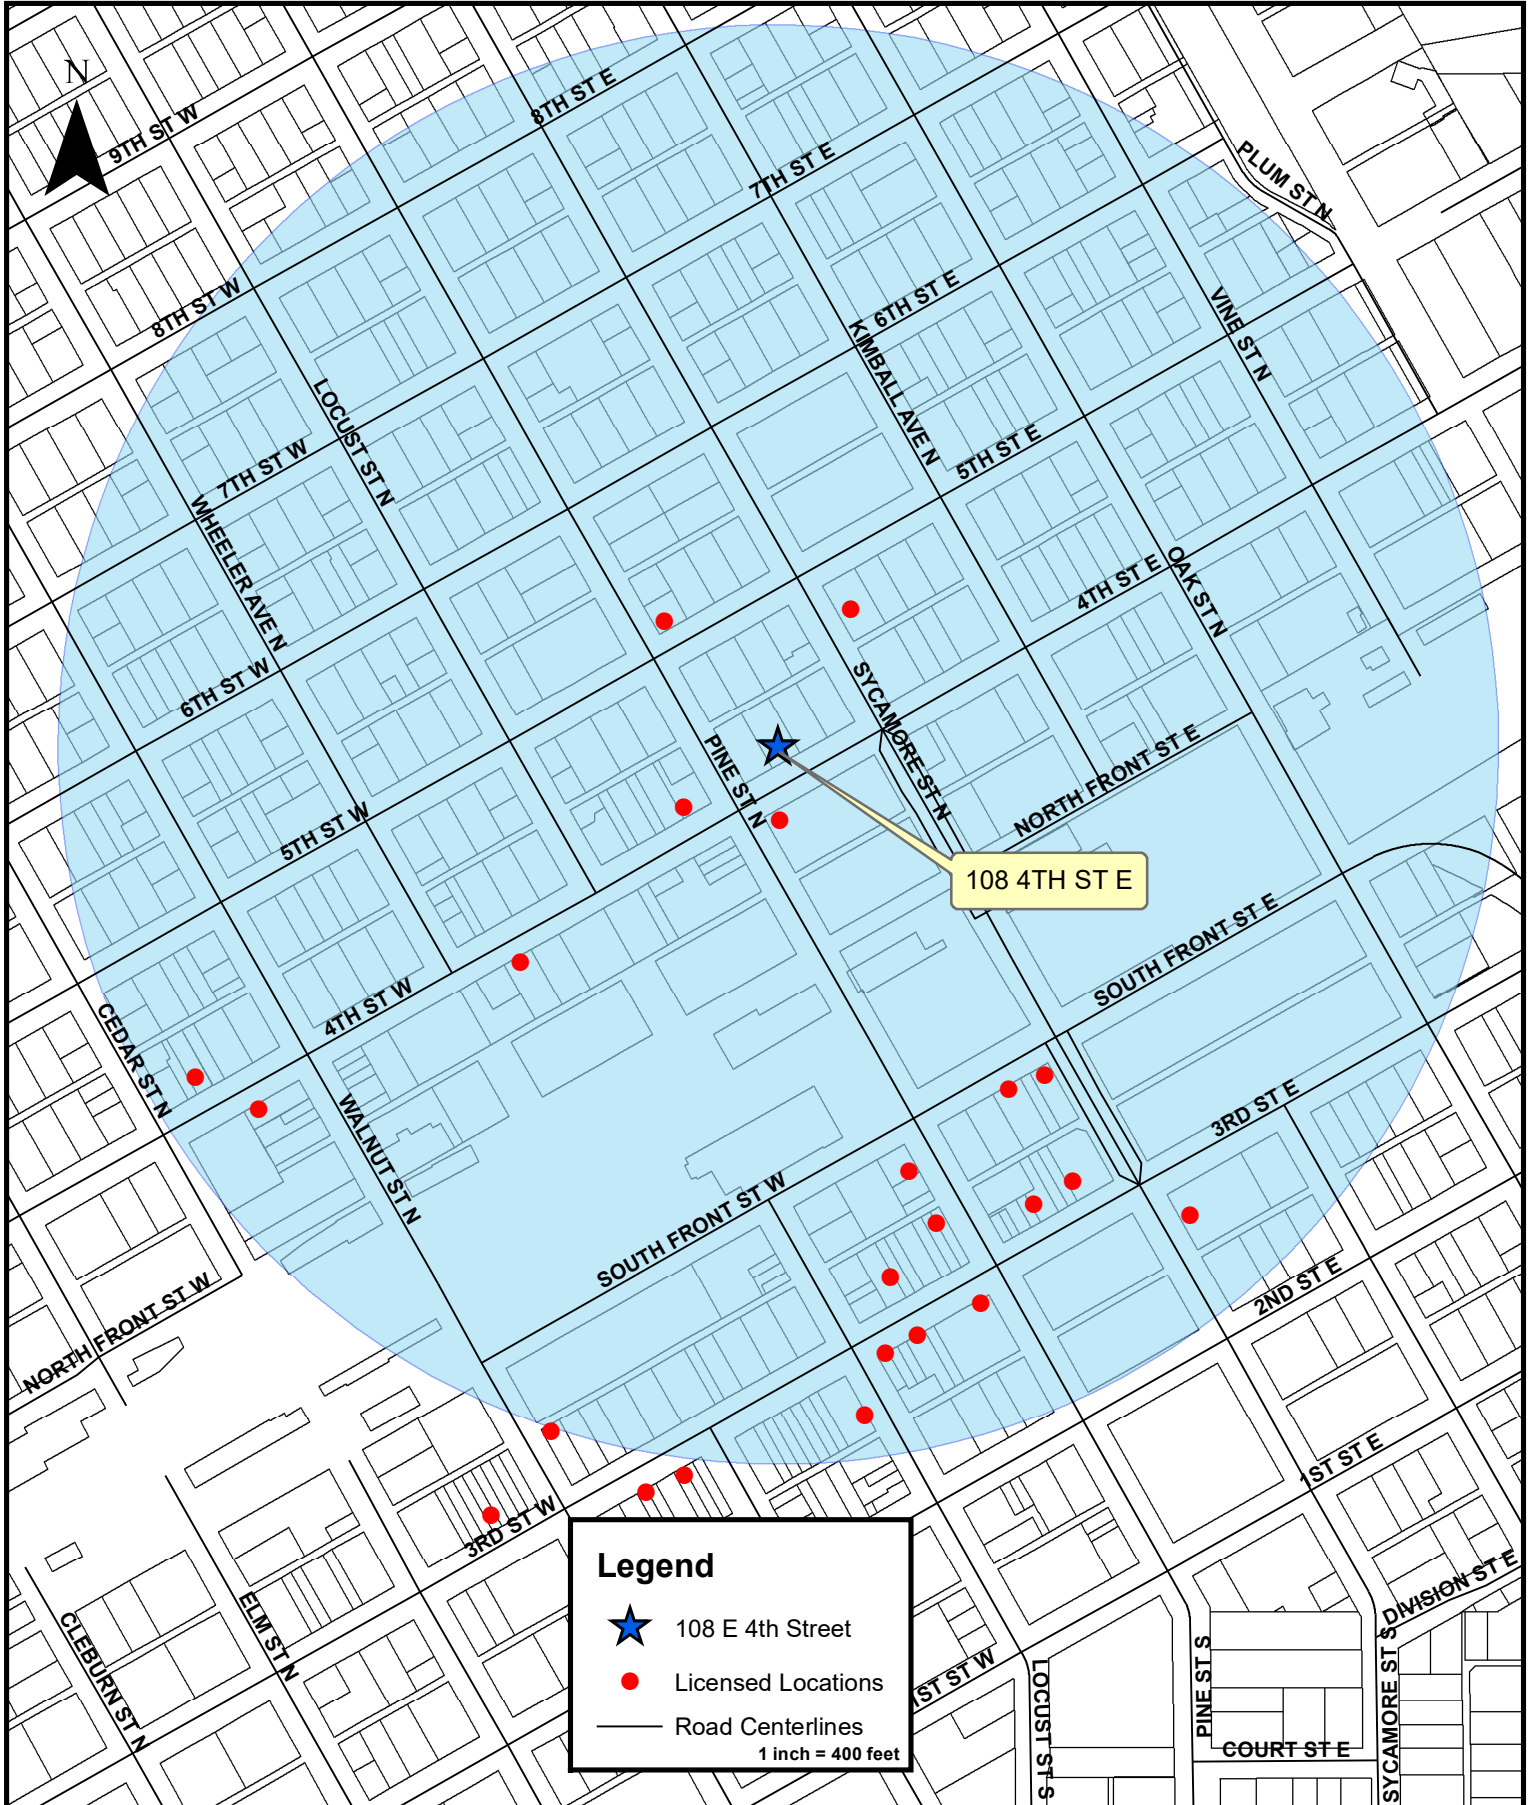 N
9TH ST W
8TH ST E
7TH ST E
PLUM ST N
8TH ST W
6TH ST E
VINE ST N
KIMBALL AVE N
LOCUST ST N
5TH ST E
7TH ST W
WHEELER AVE N
4TH ST E
OAK ST N
6TH ST W
SYCAMORE ST N
PINE ST N
NORTH FRONT ST E
5TH ST W
108 4TH ST E
SOUTH FRONT ST E
4TH ST W
CEDAR ST N
WALNUT ST N
3RD ST E
SOUTH FRONT ST W
2ND ST E
NORTH FRONT ST W
1ST ST E
3RD ST W
DIVISION ST E
ELM ST N
CLEBURN ST N
1ST ST W
LOCUST ST S
PINE ST S
SYCAMORE ST S
COURT ST E
Legend
108 E 4th Street
Licensed Locations
Road Centerlines
1 inch = 400 feet